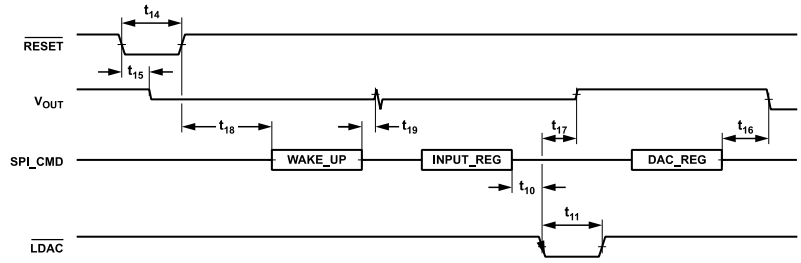 t14
RESET
t15
VOUT
t18
t19
t17
t16
SPI_CMD
WAKE_UP
INPUT_REG
DAC_REG
t10
t11
LDAC